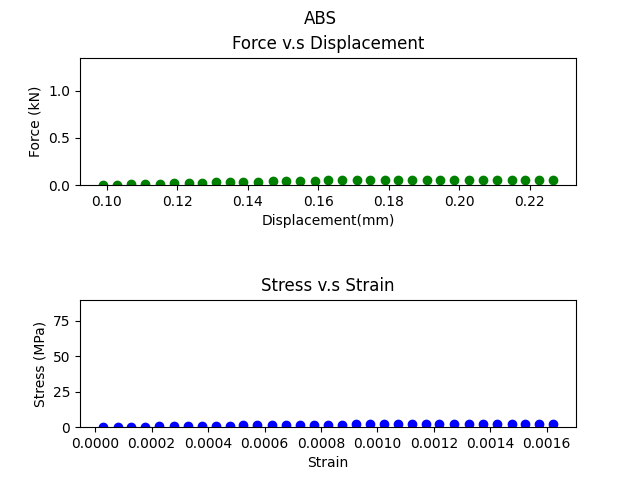 ABS
Force v.s Displacement
1.0
0.5
0.0
Force (kN)
0.10 0.12 0.14 0.16 0.18 0.20 0.22
Displacement(mm)
Stress v.s Strain
75
50
25
0
Stress (MPa)
0.0000 0.0002 0.0004 0.0006 0.0008 0.0010 0.0012 0.0014 0.0016
Strain